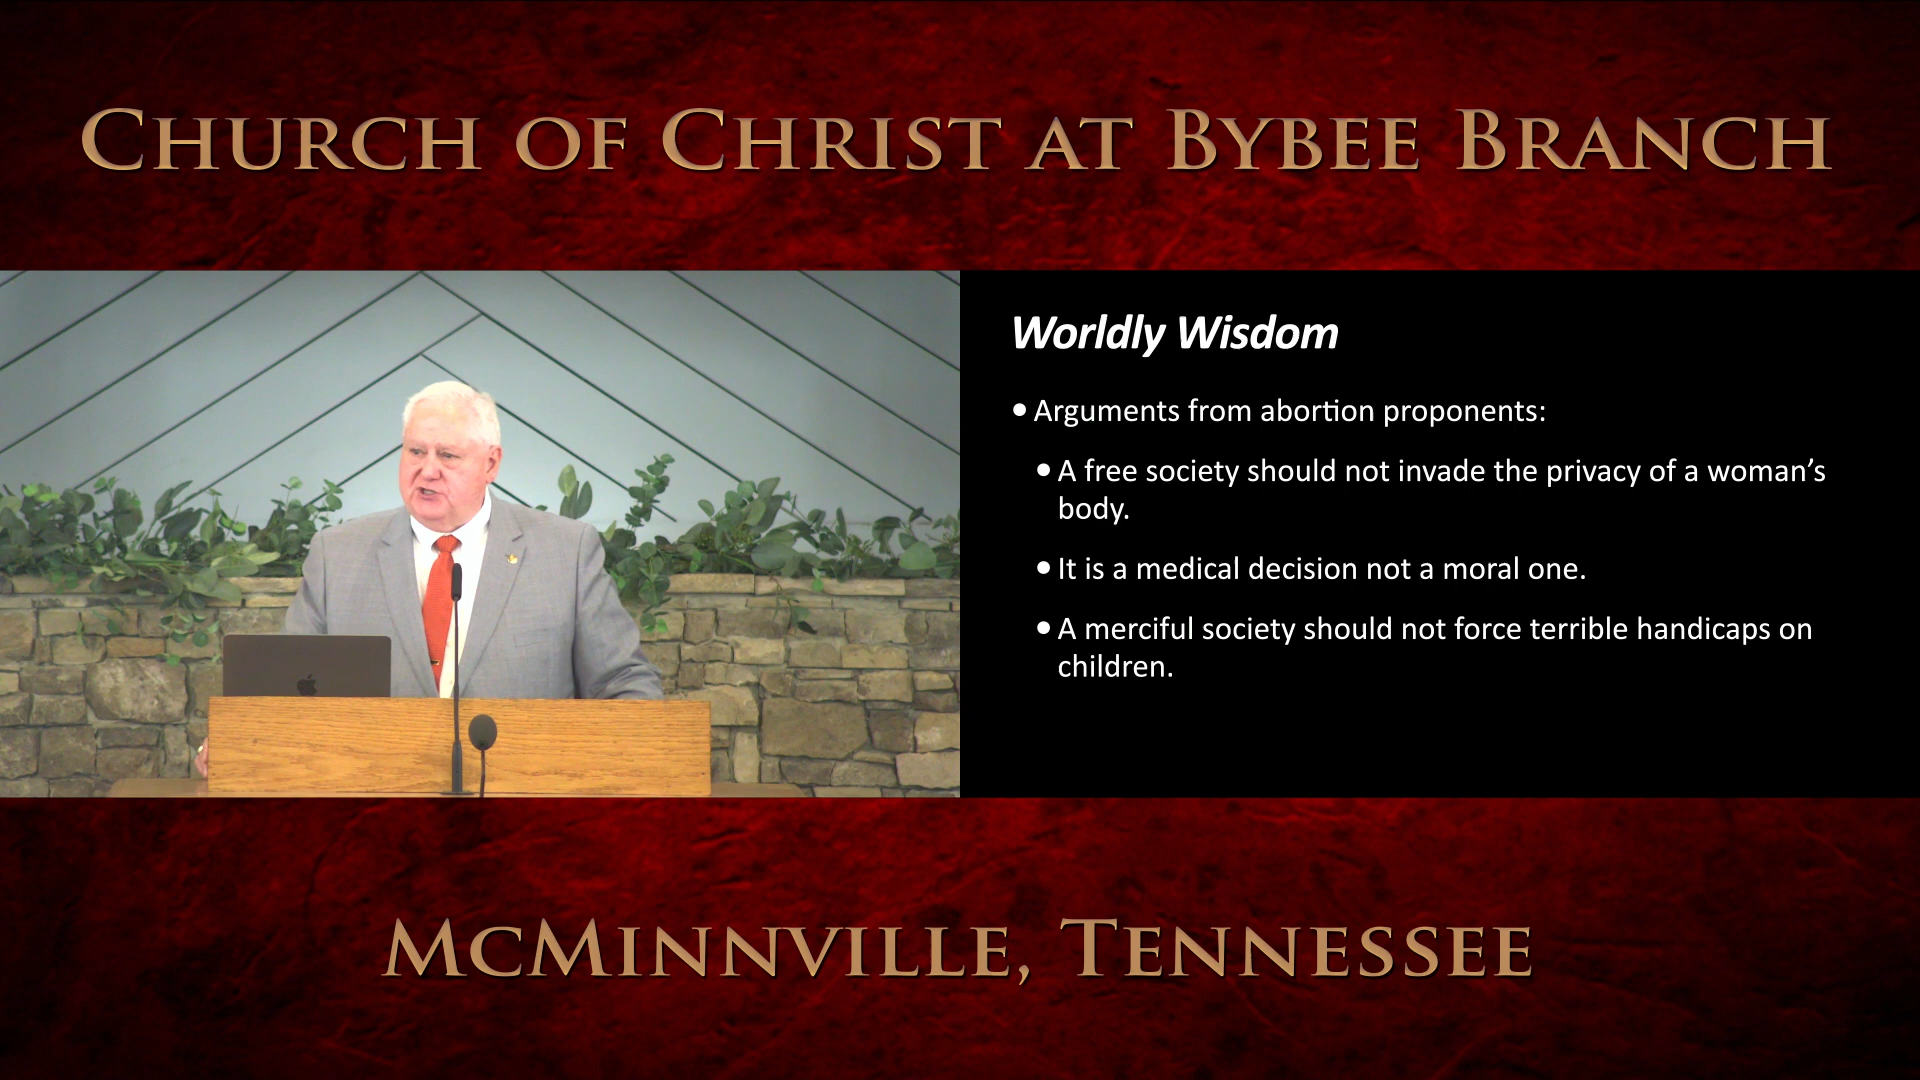 Church of Christ at Bybee Branch
Worldly Wisdom
• Arguments from abortion proponents:
• A free society should not invade the privacy of a woman’s
body.
• It is a medical decision not a moral one.
• A merciful society should not force terrible handicaps on
children.
McMinnville, Tennessee